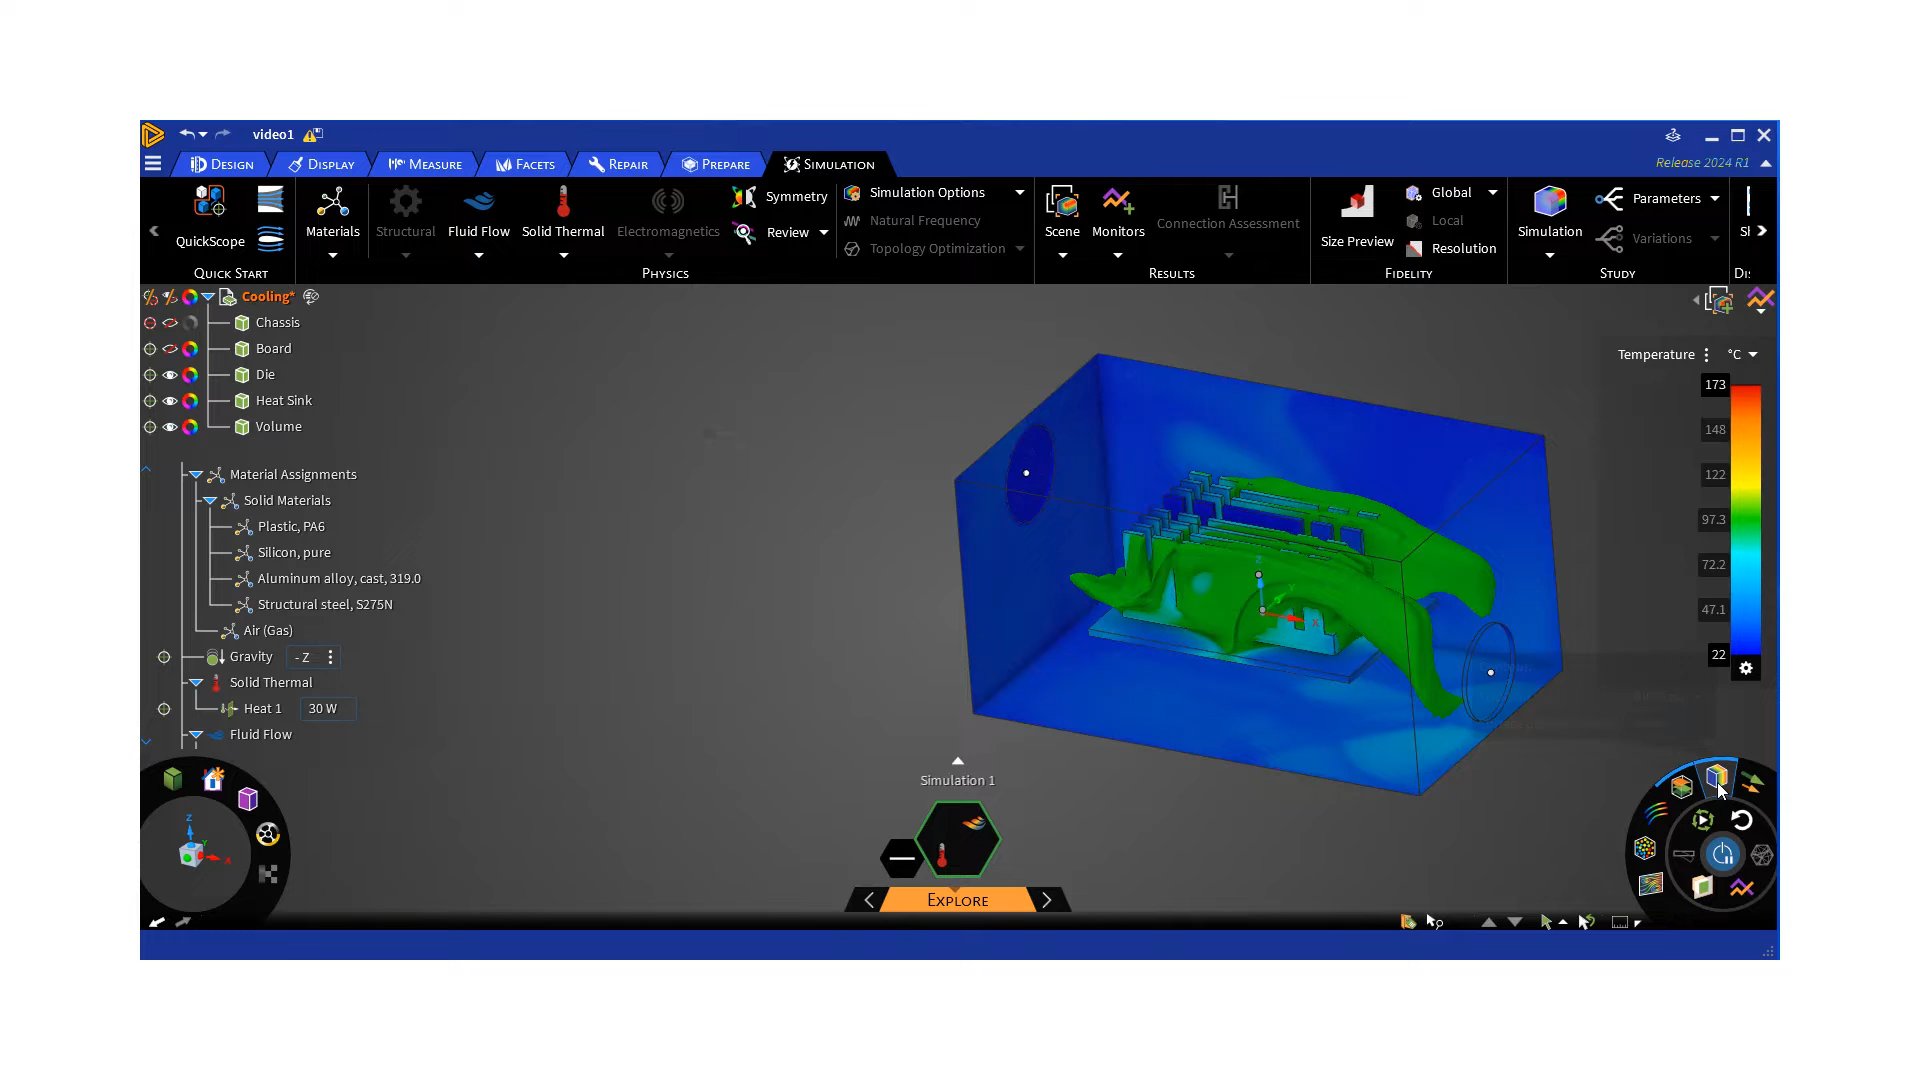 video1
DESIGN DISPLAY MEASURE FACETS REPAIR PREPARE SIMULATION
Release 2024 R1
QuickScope
Materials Structural Fluid Flow Solid Thermal Electromagnetics
Symmetry
Review
Simulation Options
Natural Frequency
Topology Optimization
Scene Monitors Connection Assessment
Size Preview
Global
Local
Resolution
Simulation
Parameters
Variations
QUICK START PHYSICS RESULTS FIDELITY STUDY
Cooling*
Chassis
Board
Die
Heat Sink
Volume
Material Assignments
Solid Materials
Plastic, PA6
Silicon, pure
Aluminum alloy, cast, 319.0
Structural steel, S275N
Air (Gas)
Gravity - Z
Solid Thermal
Heat 1 30 W
Fluid Flow
Temperature °C
173
148
122
97.3
72.2
47.1
22
Z
Y
X
Simulation 1
EXPLORE
Z
Y
X